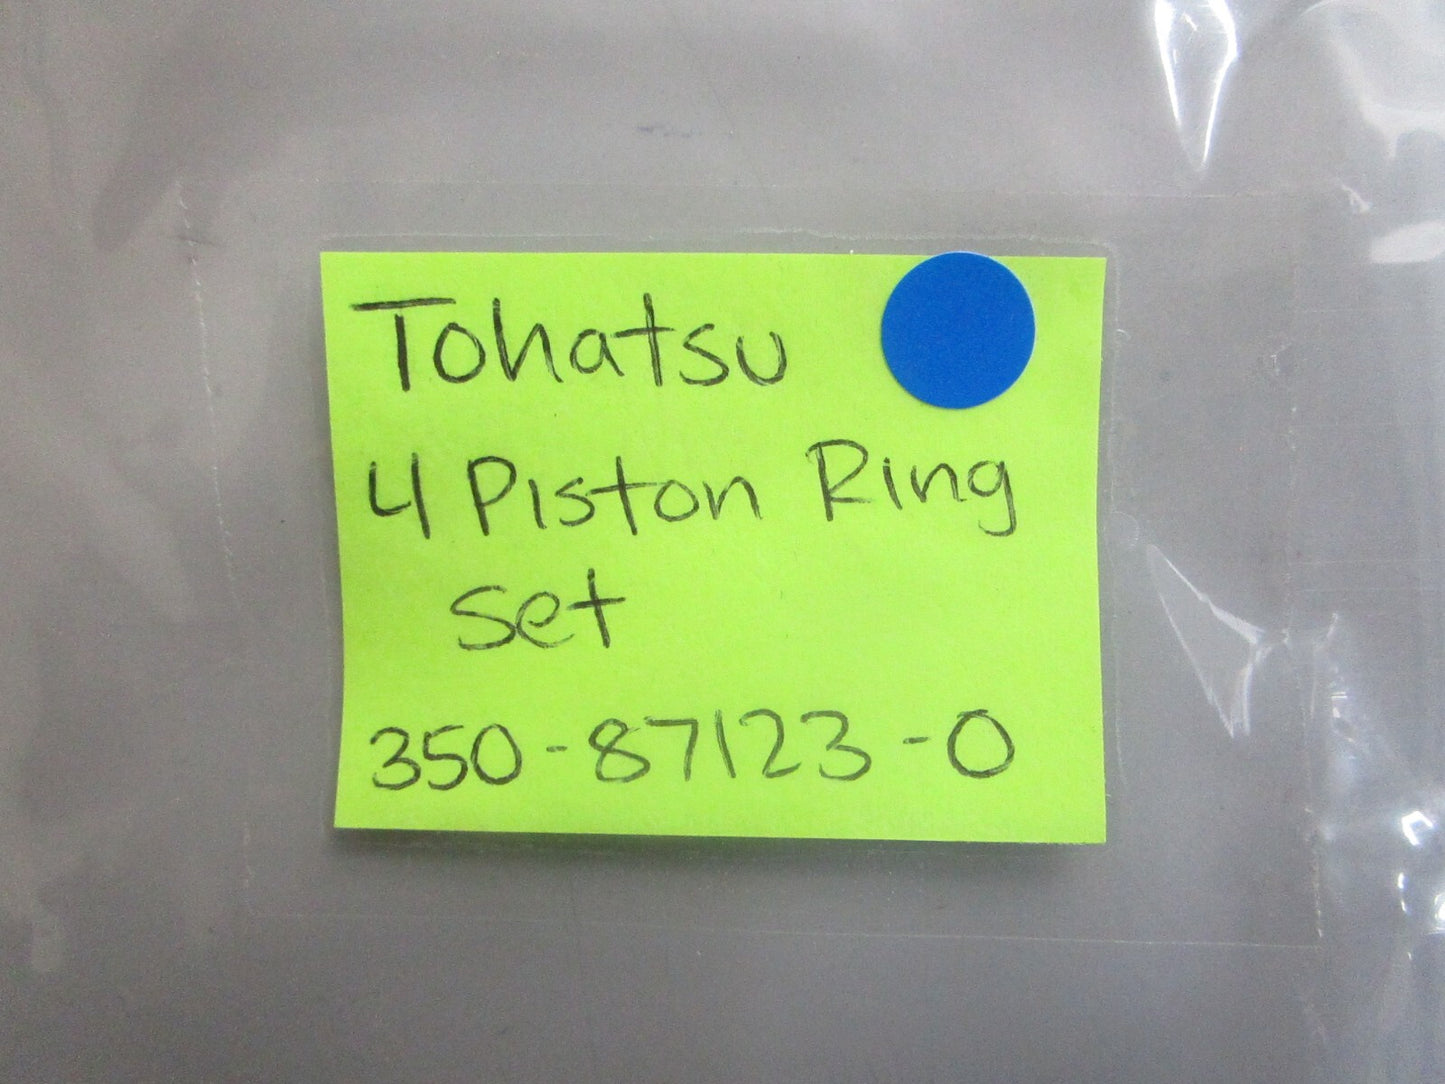 Tohatsu
4 Piston Ring
set
350-87123-0